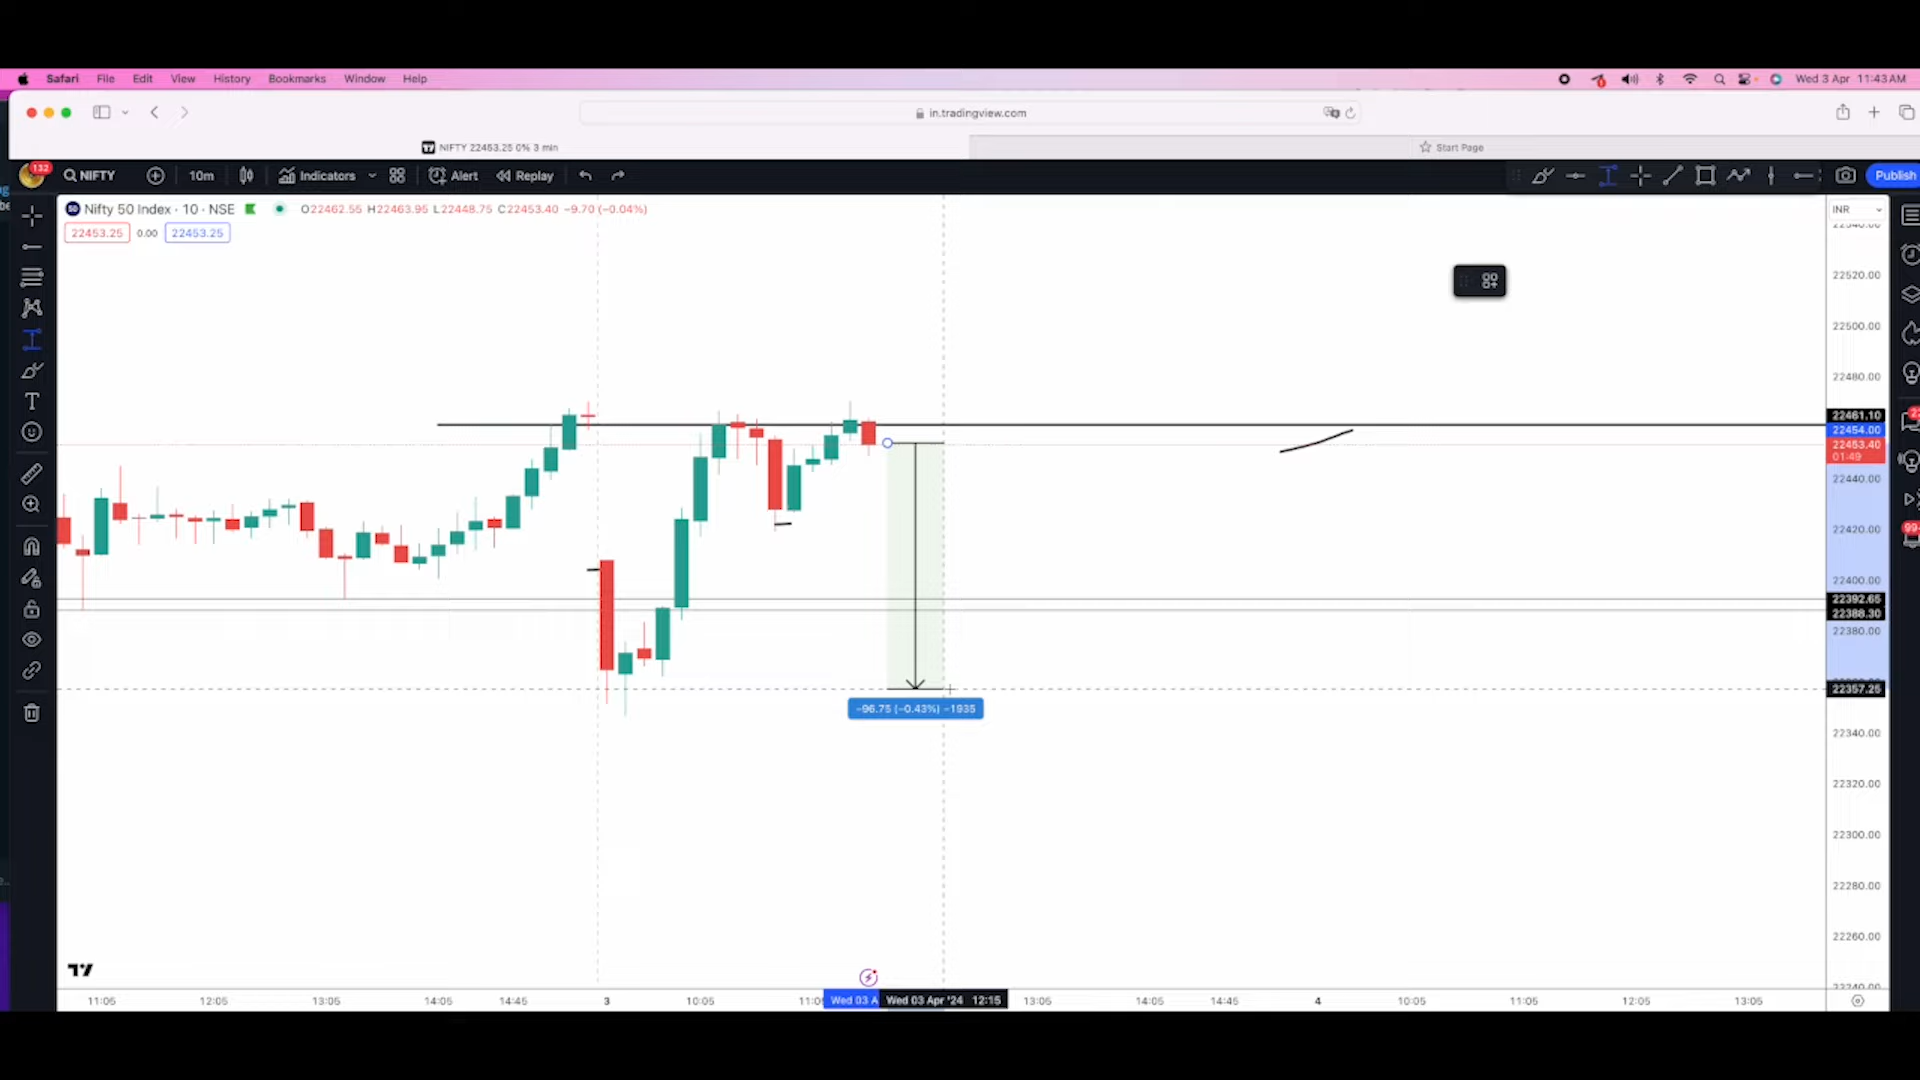 Safari File Edit View History Bookmarks Window Help Wed 3 Apr 11:43 AM
in.tradingview.com
NIFTY 22453.25 0% 3 min Start Page
132
NIFTY 10m Indicators Alert Replay Publish
Nifty 50 Index · 10 · NSE O22462.55 H22463.95 L22448.75 C22453.40 −9.70 (−0.04%)
INR
22453.25 0.00 22453.25
22520.00
22500.00
22480.00
22461.10
22454.00
22453.40
01:49
22440.00
22420.00
22400.00
22392.65
22388.30
22380.00
22357.25
−96.75 (−0.43%) −1935
22340.00
22320.00
22300.00
22280.00
22260.00
22240.00
11:05 12:05 13:05 14:05 14:45 3 10:05 Wed 03 A Wed 03 Apr '24 12:15 13:05 14:05 14:45 4 10:05 11:05 12:05 13:05